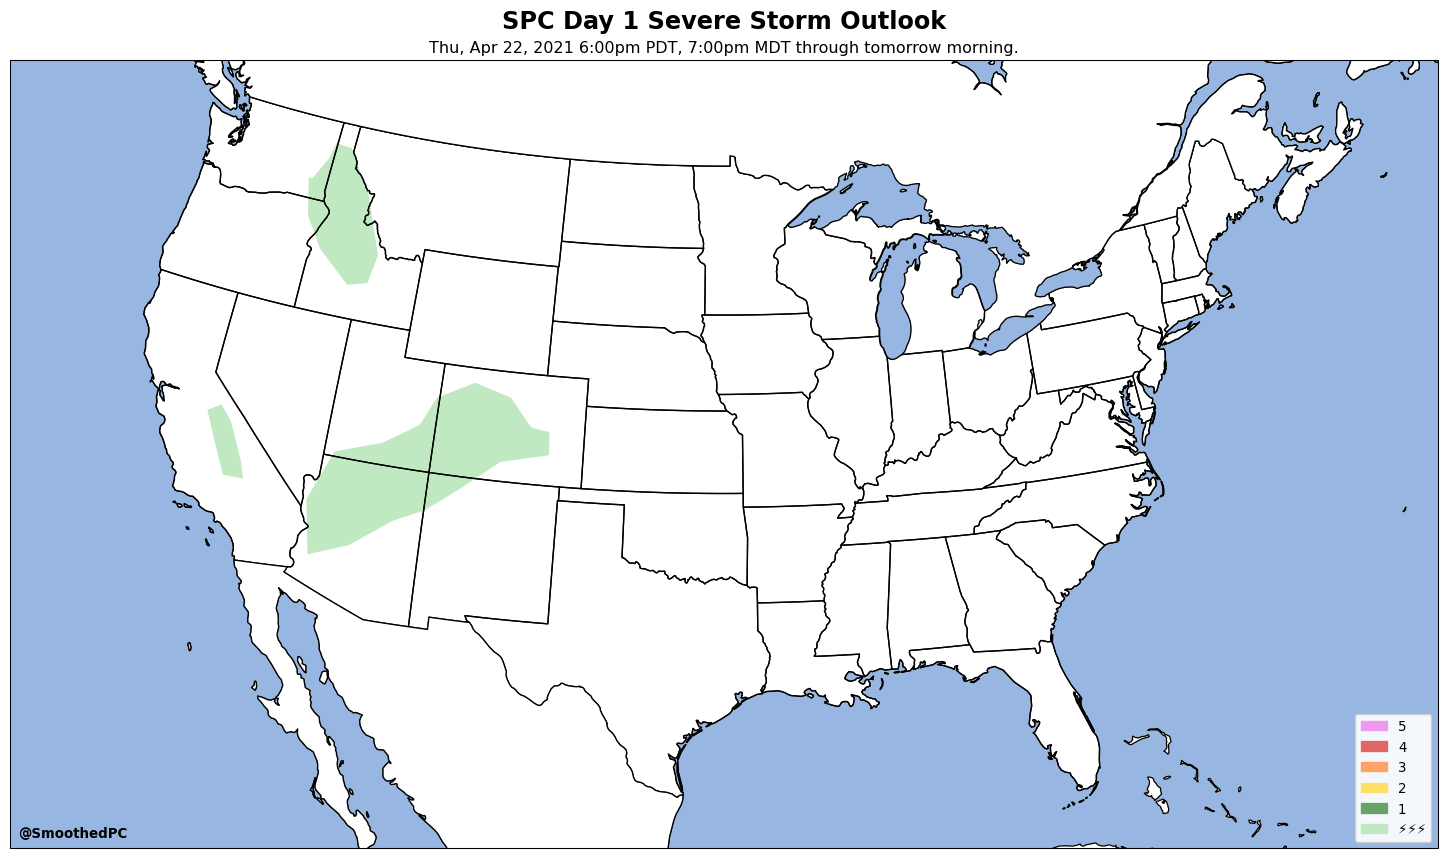 SPC Day 1 Severe Storm Outlook
Thu, Apr 22, 2021 6:00pm PDT, 7:00pm MDT through tomorrow morning.
5
4
3
2
1
⚡⚡⚡
@SmoothedPC